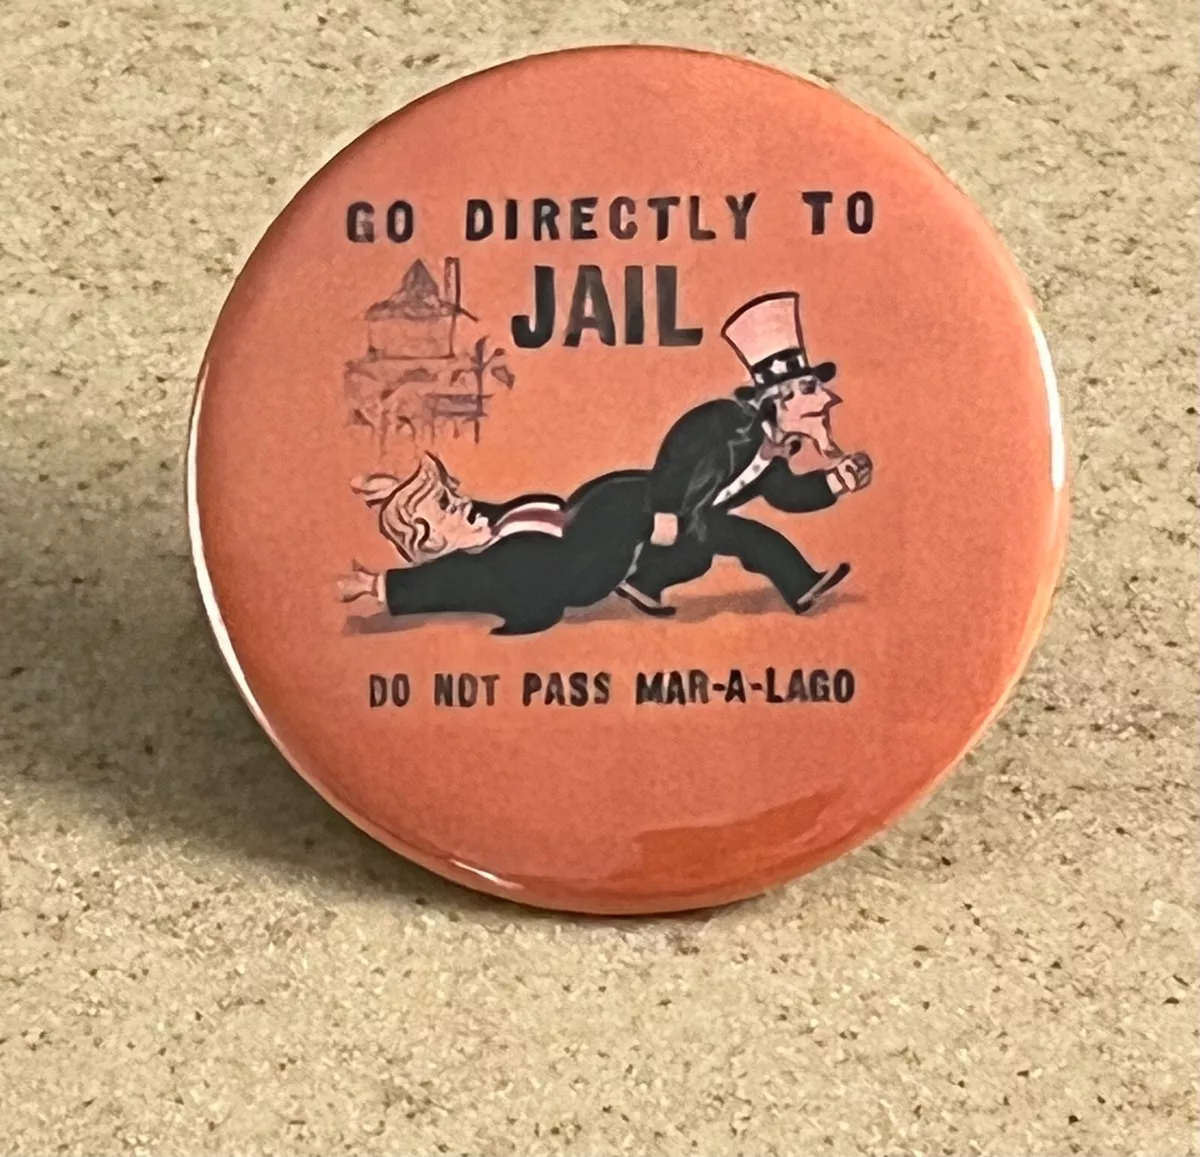 GO DIRECTLY TO
JAIL
DO NOT PASS MAR-A-LAGO